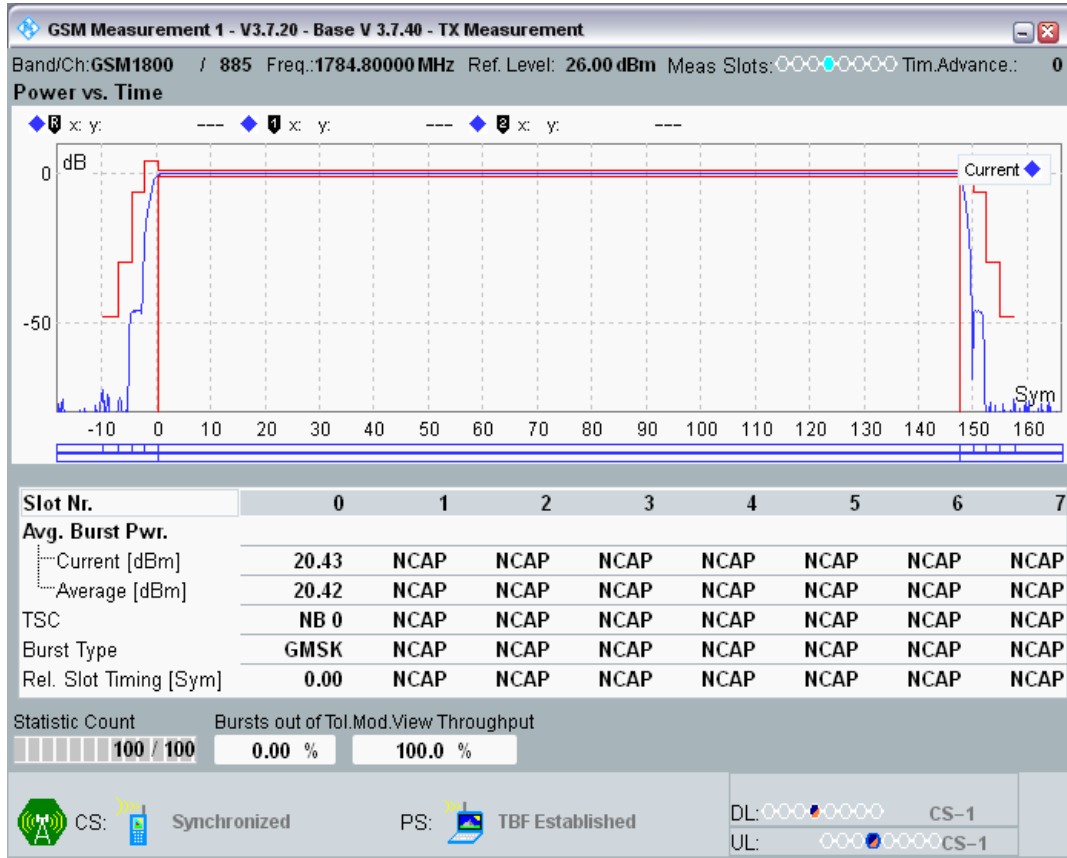 GSM Measurement 1 - V3.7.20 - Base V 3.7.40 - TX Measurement
Band/Ch:GSM1800 / 885 Freq.:1784.80000 MHz Ref. Level: 26.00 dBm Meas Slots: Tim.Advance.: 0
Power vs. Time
R x: y: --- 1 x: y: --- 2 x: y: ---
dB
Current
0
-50
Sym
-10 0 10 20 30 40 50 60 70 80 90 100 110 120 130 140 150 160
Slot Nr. 0 1 2 3 4 5 6 7
Avg. Burst Pwr.
Current [dBm] 20.43 NCAP NCAP NCAP NCAP NCAP NCAP NCAP
Average [dBm] 20.42 NCAP NCAP NCAP NCAP NCAP NCAP NCAP
TSC NB 0 NCAP NCAP NCAP NCAP NCAP NCAP NCAP
Burst Type GMSK NCAP NCAP NCAP NCAP NCAP NCAP NCAP
Rel. Slot Timing [Sym] 0.00 NCAP NCAP NCAP NCAP NCAP NCAP NCAP
Statistic Count Bursts out of Tol. Mod.View Throughput
100 / 100 0.00 % 100.0 %
CS: Synchronized PS: TBF Established
DL: CS-1
UL: CS-1